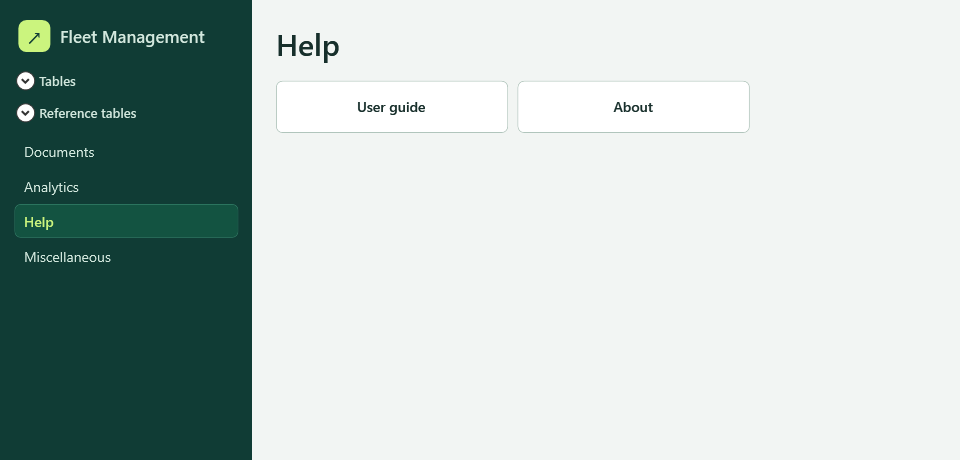 Fleet Management
Tables
Reference tables
Documents
Analytics
Help
Miscellaneous
Help
User guide
About